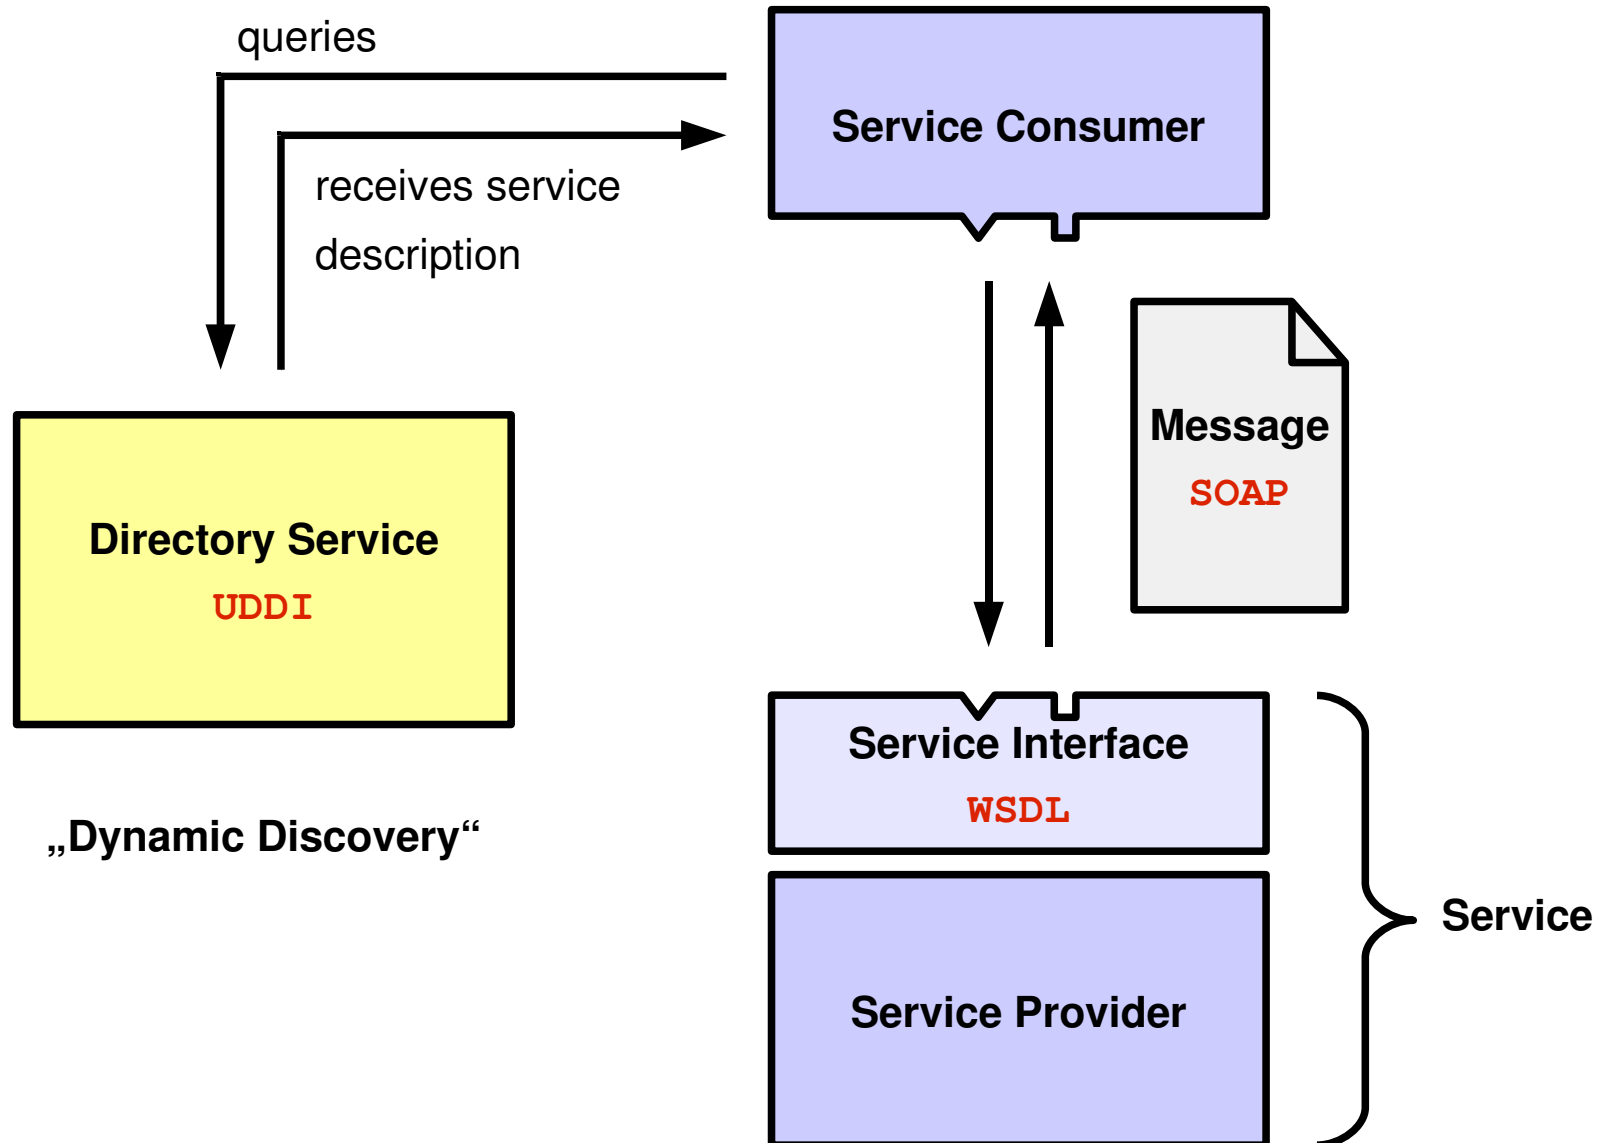 queries
Service Consumer
receives service
description
Message
SOAP
Directory Service
UDDI
Service Interface
WSDL
„Dynamic Discovery“
Service
Service Provider